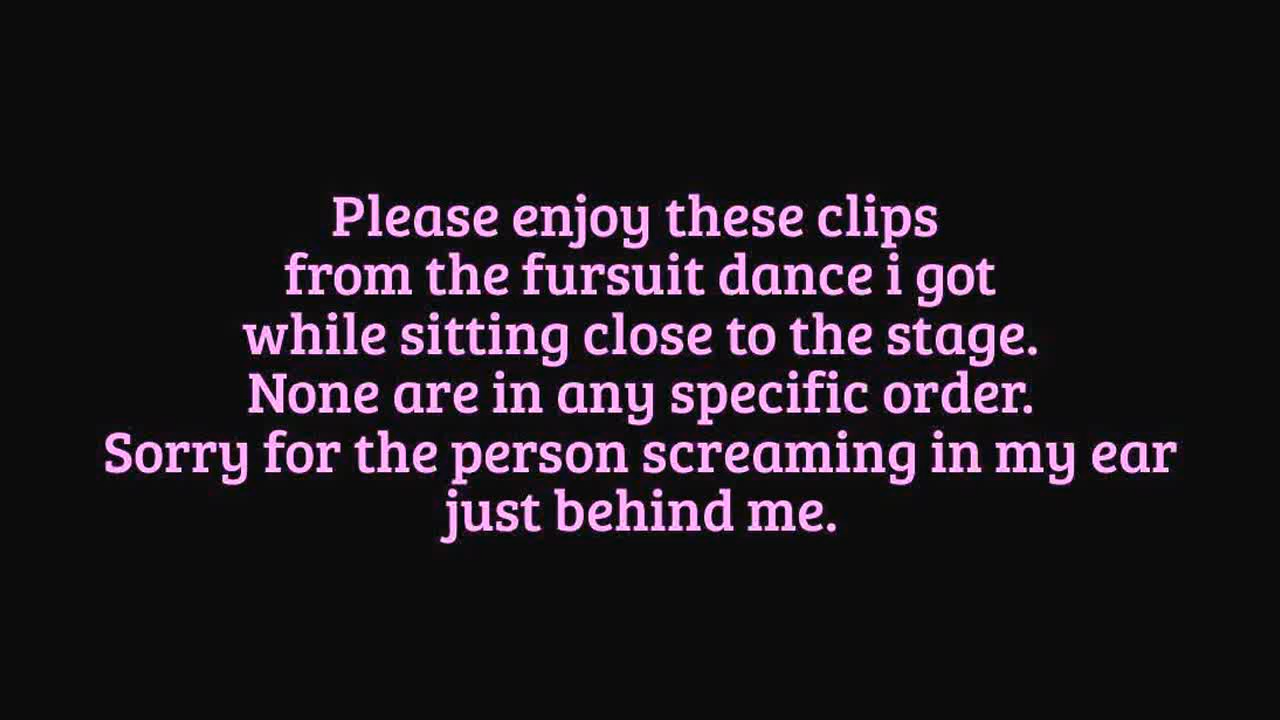 Please enjoy these clips
from the fursuit dance i got
while sitting close to the stage.
None are in any specific order.
Sorry for the person screaming in my ear
just behind me.